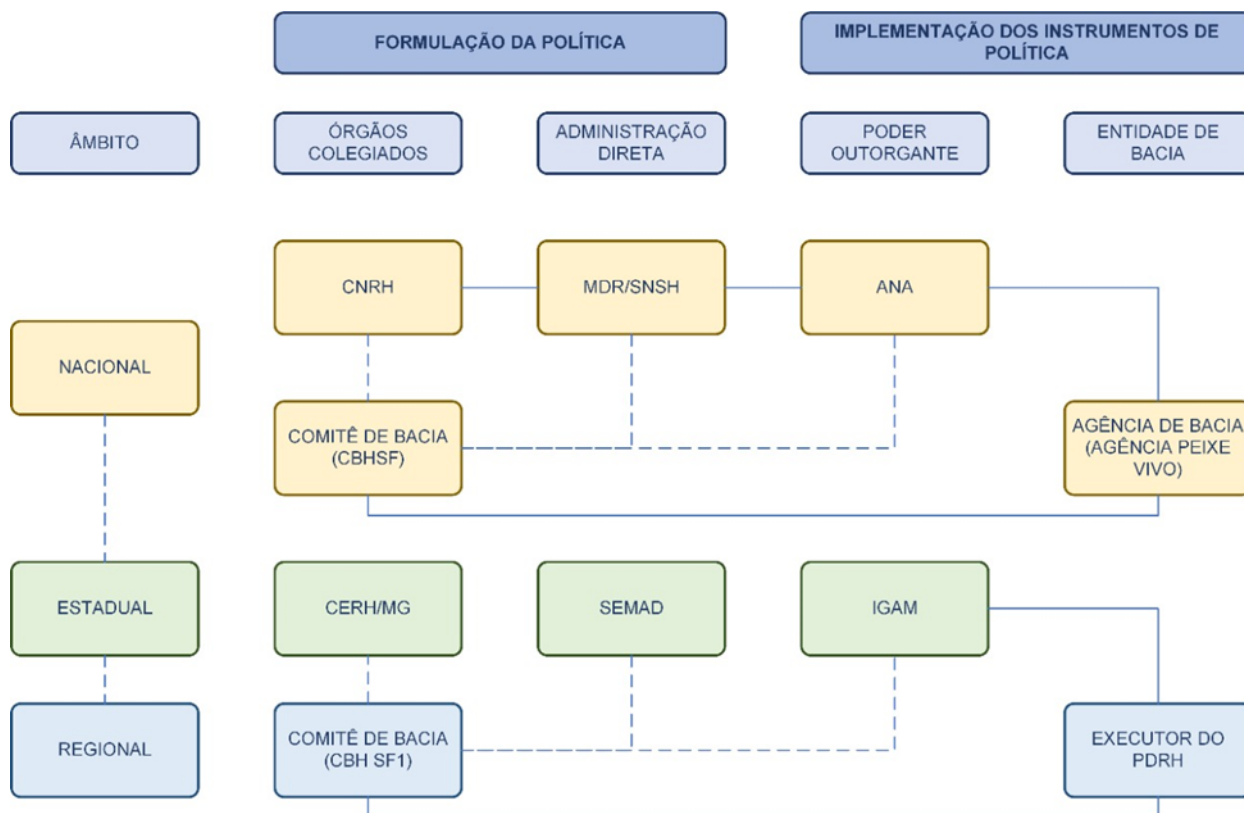 FORMULAÇÃO DA POLÍTICA
IMPLEMENTAÇÃO DOS INSTRUMENTOS DE
POLÍTICA
ÂMBITO
ÓRGÃOS
COLEGIADOS
ADMINISTRAÇÃO
DIRETA
PODER
OUTORGANTE
ENTIDADE DE
BACIA
CNRH
MDR/SNSH
ANA
NACIONAL
COMITÊ DE BACIA
(CBHSF)
AGÊNCIA DE BACIA
(AGÊNCIA PEIXE
VIVO)
ESTADUAL
CERH/MG
SEMAD
IGAM
REGIONAL
COMITÊ DE BACIA
(CBH SF1)
EXECUTOR DO
PDRH